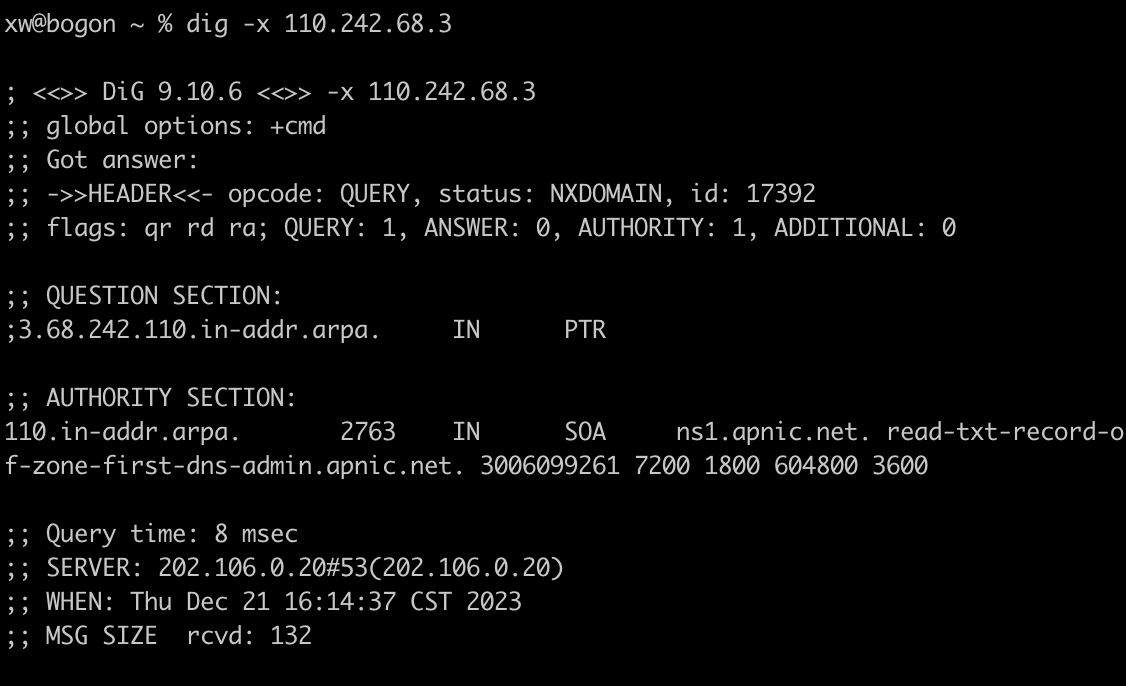 xw@bogon ~ % dig -x 110.242.68.3
; <<>> DiG 9.10.6 <<>> -x 110.242.68.3
;; global options: +cmd
;; Got answer:
;; ->>HEADER<<- opcode: QUERY, status: NXDOMAIN, id: 17392
;; flags: qr rd ra; QUERY: 1, ANSWER: 0, AUTHORITY: 1, ADDITIONAL: 0
;; QUESTION SECTION:
;3.68.242.110.in-addr.arpa. IN PTR
;; AUTHORITY SECTION:
110.in-addr.arpa. 2763 IN SOA ns1.apnic.net. read-txt-record-o
f-zone-first-dns-admin.apnic.net. 3006099261 7200 1800 604800 3600
;; Query time: 8 msec
;; SERVER: 202.106.0.20#53(202.106.0.20)
;; WHEN: Thu Dec 21 16:14:37 CST 2023
;; MSG SIZE  rcvd: 132